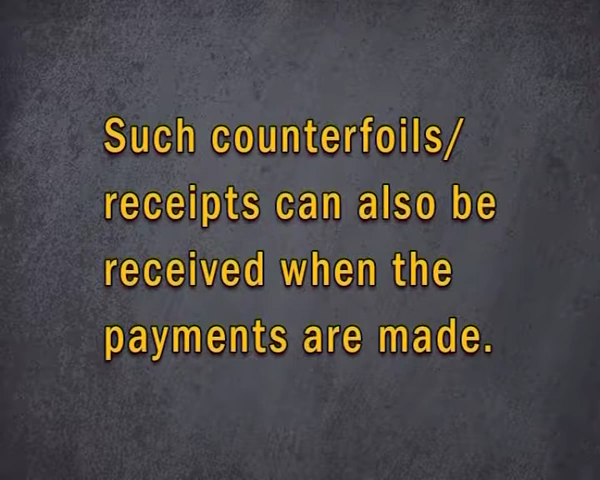 Such counterfoils/
receipts can also be
received when the
payments are made.